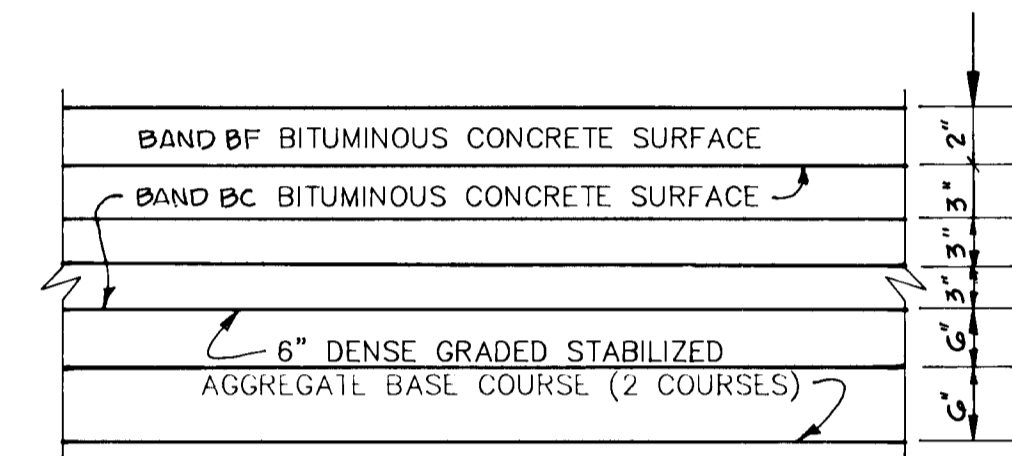 BAND BF BITUMINOUS CONCRETE SURFACE
2"
BAND BC BITUMINOUS CONCRETE SURFACE
3"
3"
3"
6" DENSE GRADED STABILIZED
6"
AGGREGATE BASE COURSE (2 COURSES)
6"